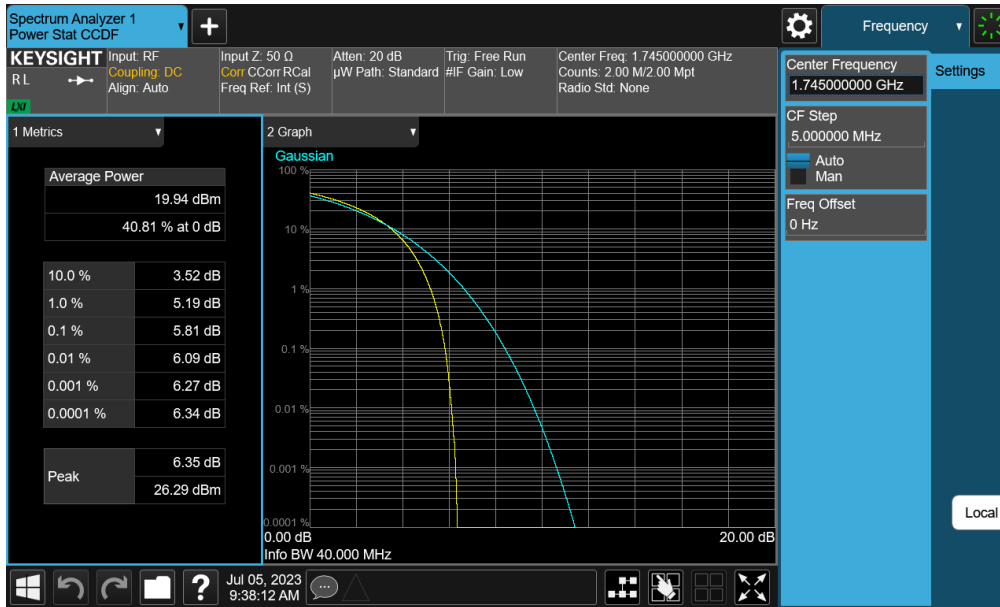 Spectrum Analyzer 1
Power Stat CCDF
Frequency
KEYSIGHT
R L
LXI
Input: RF
Coupling: DC
Align: Auto
Input Z: 50 Ω
Corr CCorr RCal
Freq Ref: Int (S)
Atten: 20 dB
µW Path: Standard
Trig: Free Run
#IF Gain: Low
Center Freq: 1.745000000 GHz
Counts: 2.00 M/2.00 Mpt
Radio Std: None
Center Frequency
1.745000000 GHz
Settings
CF Step
5.000000 MHz
Auto
Man
Freq Offset
0 Hz
1 Metrics
Average Power
19.94 dBm
40.81 % at 0 dB
10.0 % 3.52 dB
1.0 % 5.19 dB
0.1 % 5.81 dB
0.01 % 6.09 dB
0.001 % 6.27 dB
0.0001 % 6.34 dB
Peak
6.35 dB
26.29 dBm
2 Graph
Gaussian
100 %
10 %
1 %
0.1 %
0.01 %
0.001 %
0.0001 %
0.00 dB 20.00 dB
Info BW 40.000 MHz
Local
?
Jul 05, 2023
9:38:12 AM